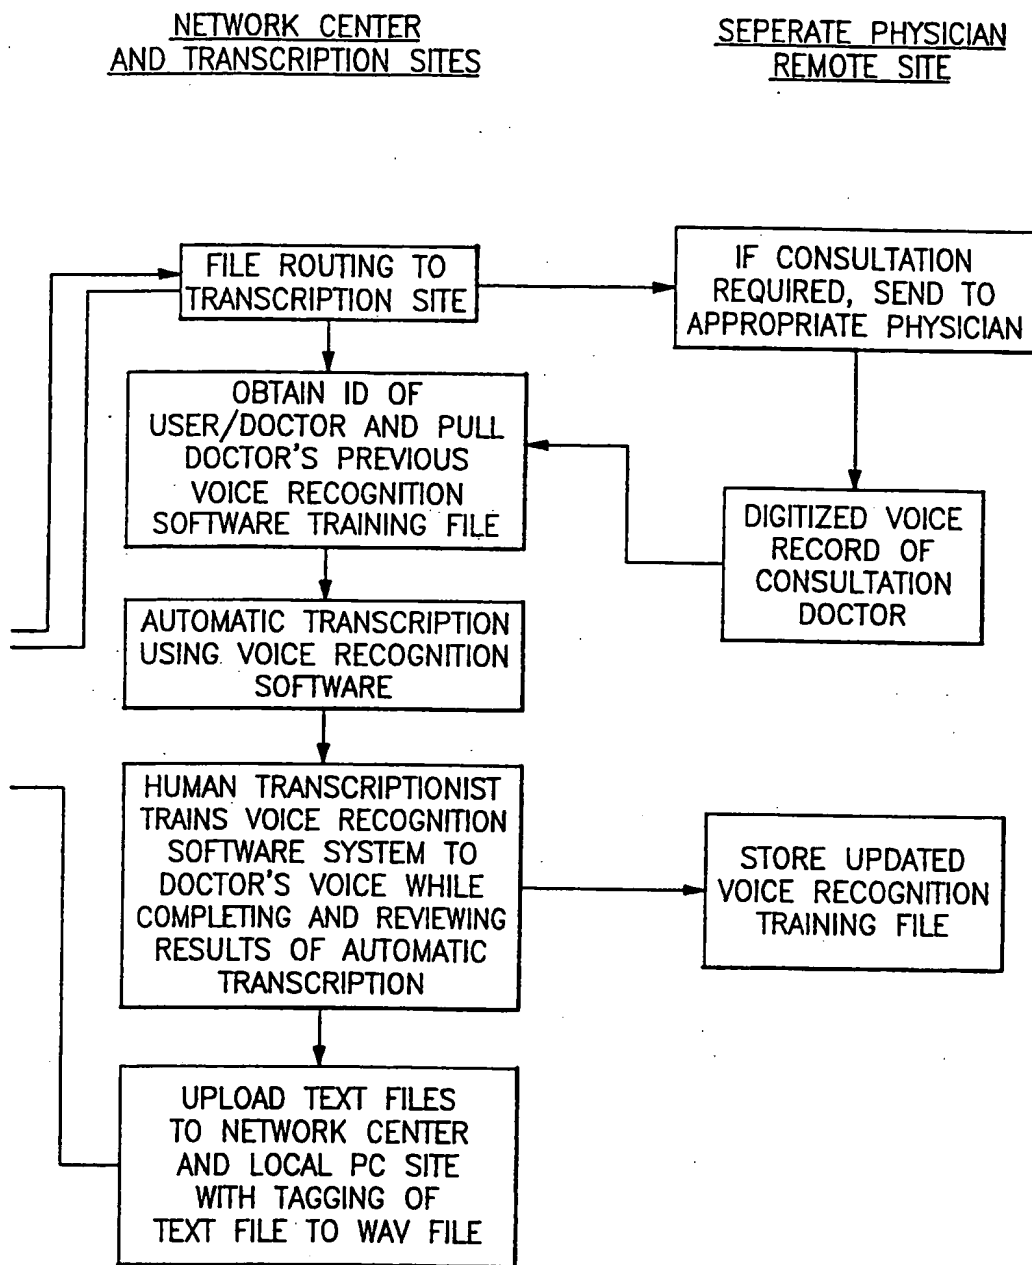 NETWORK CENTER
AND TRANSCRIPTION SITES
SEPERATE PHYSICIAN
REMOTE SITE
FILE ROUTING TO
TRANSCRIPTION SITE
IF CONSULTATION
REQUIRED, SEND TO
APPROPRIATE PHYSICIAN
OBTAIN ID OF
USER/DOCTOR AND PULL
DOCTOR'S PREVIOUS
VOICE RECOGNITION
SOFTWARE TRAINING FILE
DIGITIZED VOICE
RECORD OF
CONSULTATION
DOCTOR
AUTOMATIC TRANSCRIPTION
USING VOICE RECOGNITION
SOFTWARE
HUMAN TRANSCRIPTIONIST
TRAINS VOICE RECOGNITION
SOFTWARE SYSTEM TO
DOCTOR'S VOICE WHILE
COMPLETING AND REVIEWING
RESULTS OF AUTOMATIC
TRANSCRIPTION
STORE UPDATED
VOICE RECOGNITION
TRAINING FILE
UPLOAD TEXT FILES
TO NETWORK CENTER
AND LOCAL PC SITE
WITH TAGGING OF
TEXT FILE TO WAV FILE